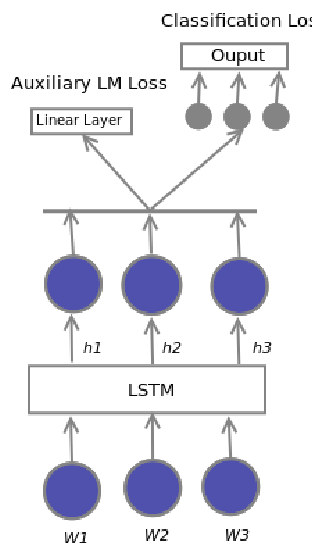 Classification Los
Ouput
Auxiliary LM Loss
Linear Layer
h1 h2 h3
LSTM
W1 W2 W3